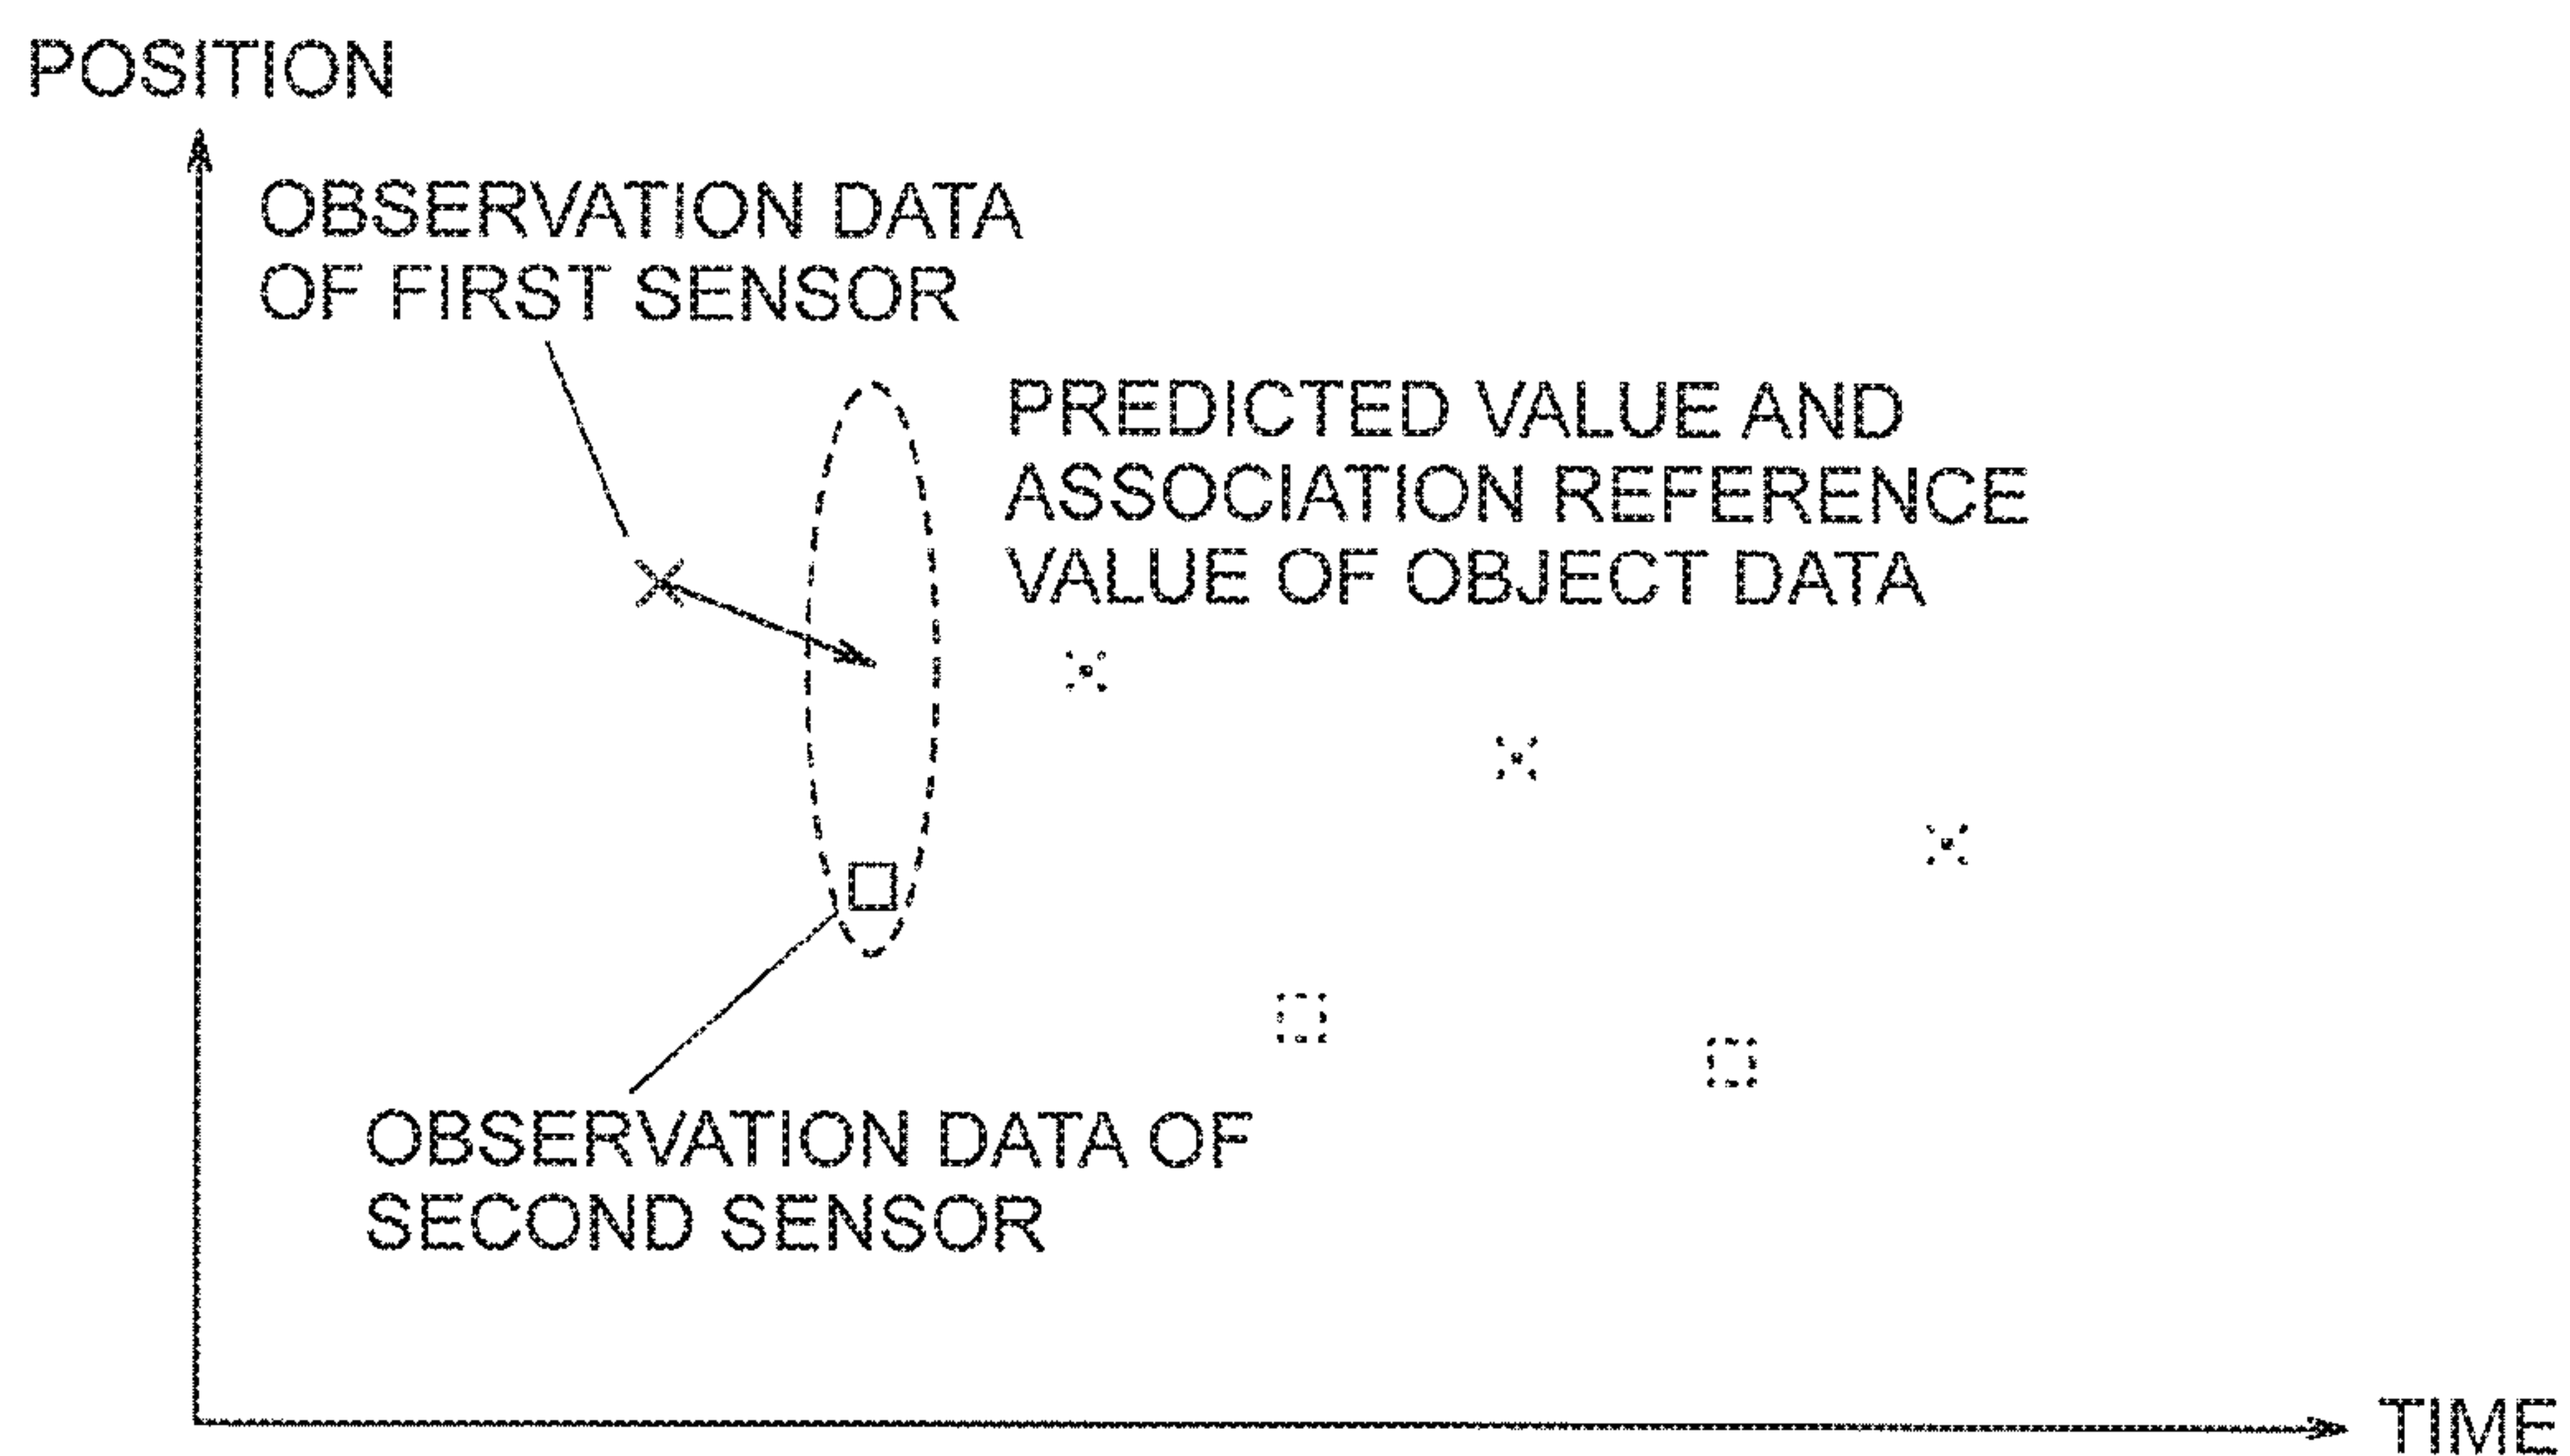 POSITION
OBSERVATION DATA
OF FIRST SENSOR
PREDICTED VALUE AND
ASSOCIATION REFERENCE
VALUE OF OBJECT DATA
OBSERVATION DATA OF
SECOND SENSOR
TIME